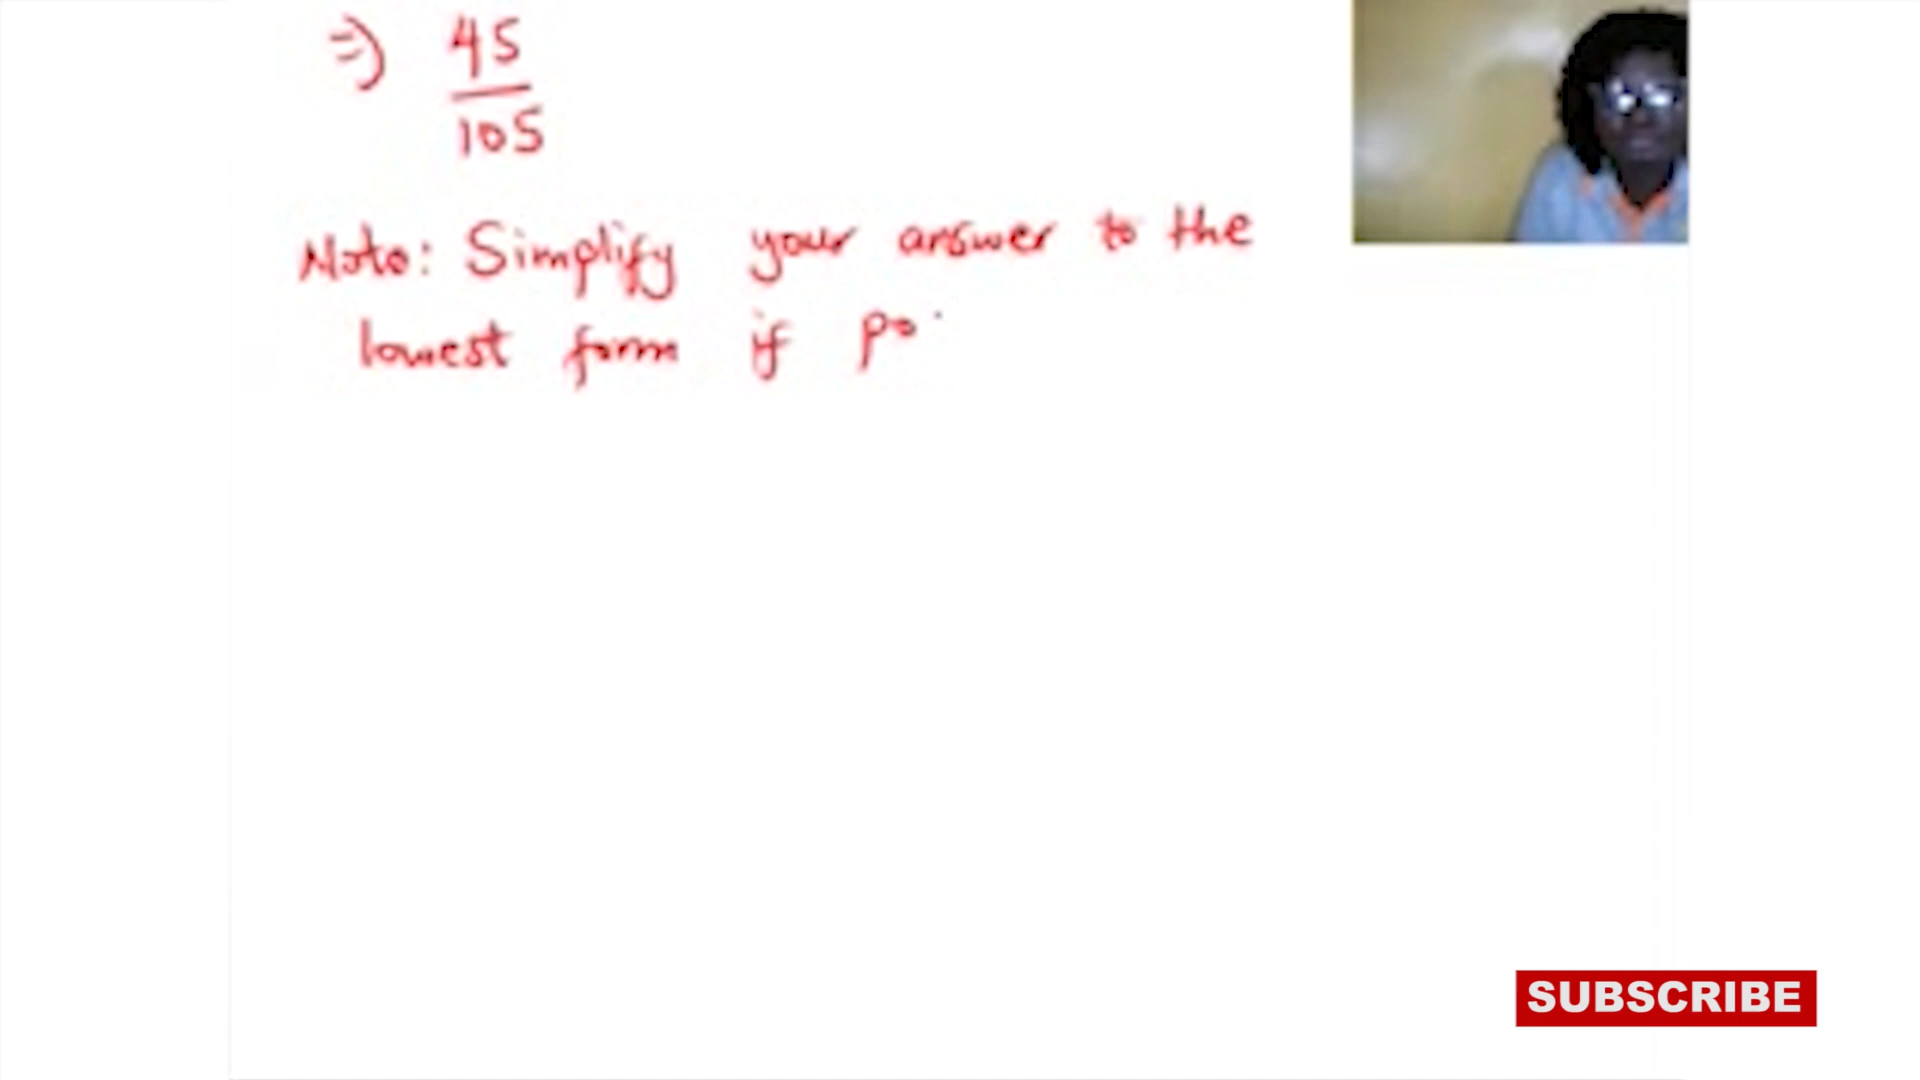 ⇒ 45
105
Note: Simplify your answer to the
lowest form if po
SUBSCRIBE